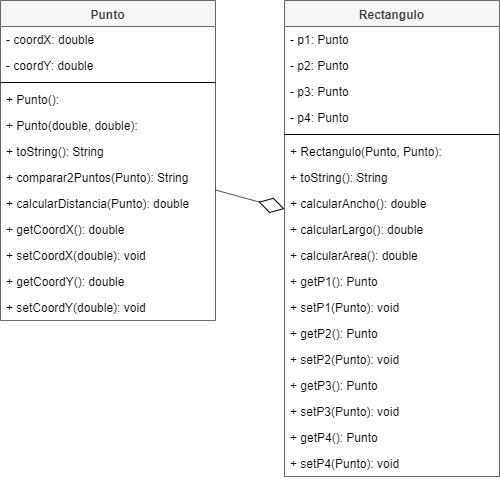 Punto
- coordX: double
- coordY: double
+ Punto():
+ Punto(double, double):
+ toString(): String
+ comparar2Puntos(Punto): String
+ calcularDistancia(Punto): double
+ getCoordX(): double
+ setCoordX(double): void
+ getCoordY(): double
+ setCoordY(double): void
Rectangulo
- p1: Punto
- p2: Punto
- p3: Punto
- p4: Punto
+ Rectangulo(Punto, Punto):
+ toString(): String
+ calcularAncho(): double
+ calcularLargo(): double
+ calcularArea(): double
+ getP1(): Punto
+ setP1(Punto): void
+ getP2(): Punto
+ setP2(Punto): void
+ getP3(): Punto
+ setP3(Punto): void
+ getP4(): Punto
+ setP4(Punto): void